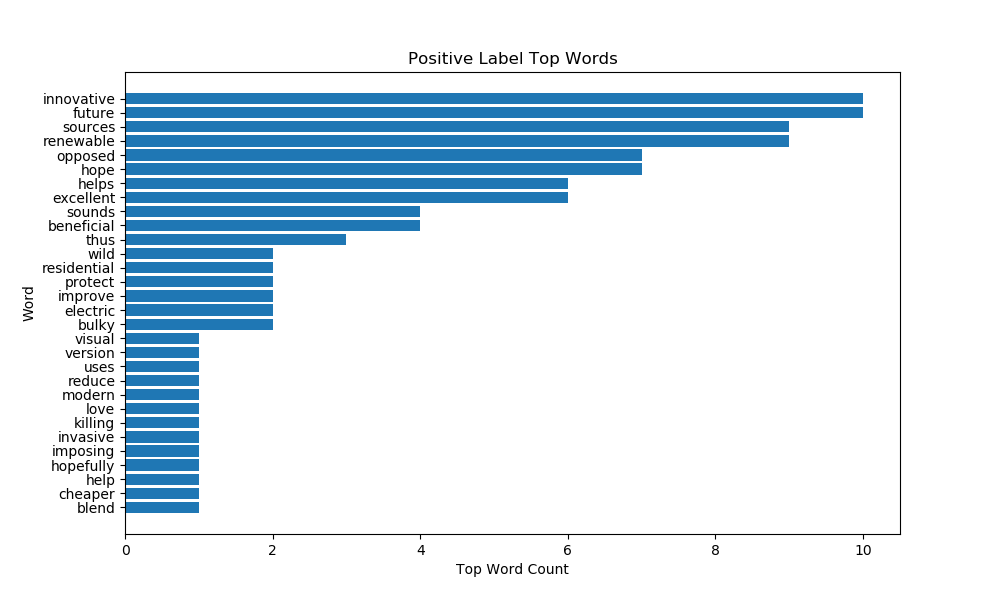 Positive Label Top Words
innovative
future
sources
renewable
opposed
hope
helps
excellent
sounds
beneficial
thus
wild
residential
protect
improve
electric
bulky
visual
version
uses
reduce
modern
love
killing
invasive
imposing
hopefully
help
cheaper
blend
Word
0 2 4 6 8 10
Top Word Count